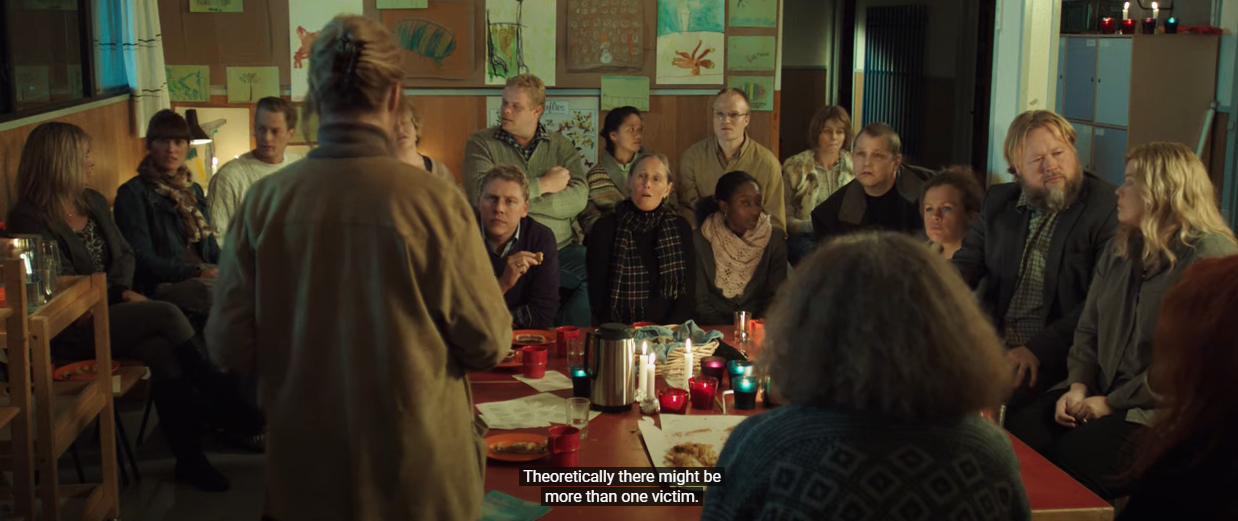 Theoretically there might be
more than one victim.